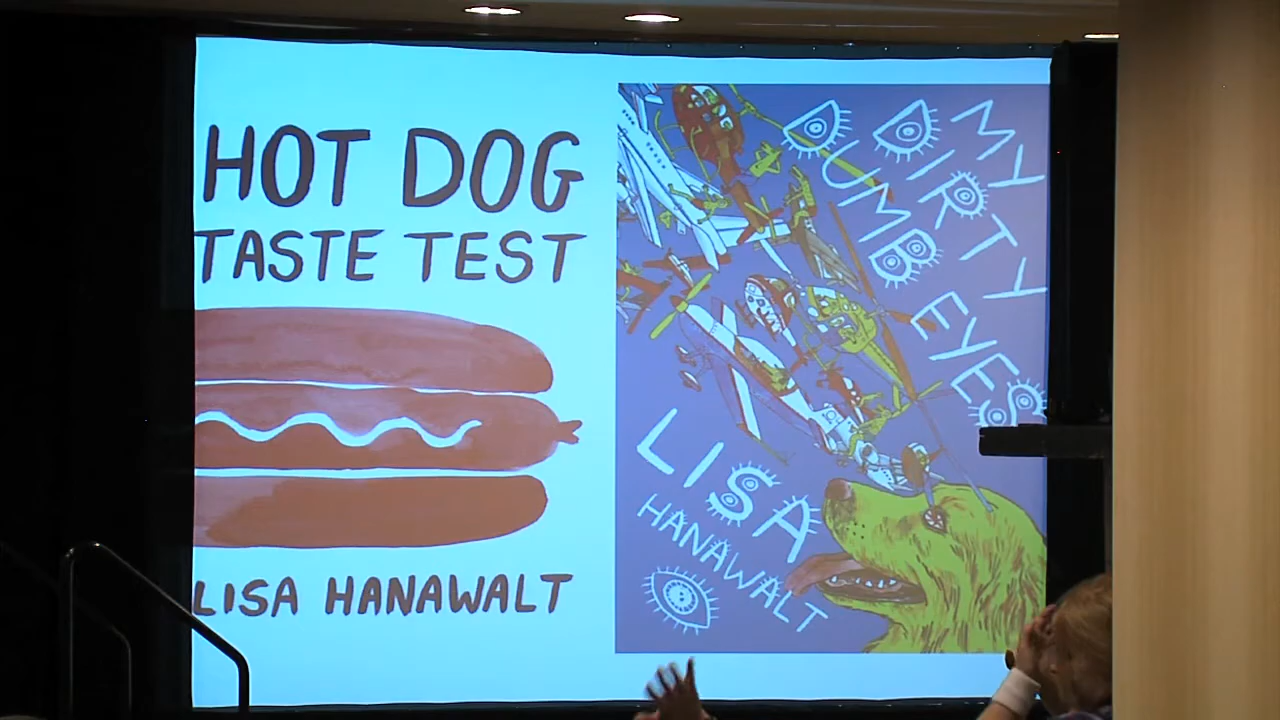 HOT DOG
TASTE TEST
LISA HANAWALT
MY
DIRTY
DUMB
EYES
LISA
HANAWALT